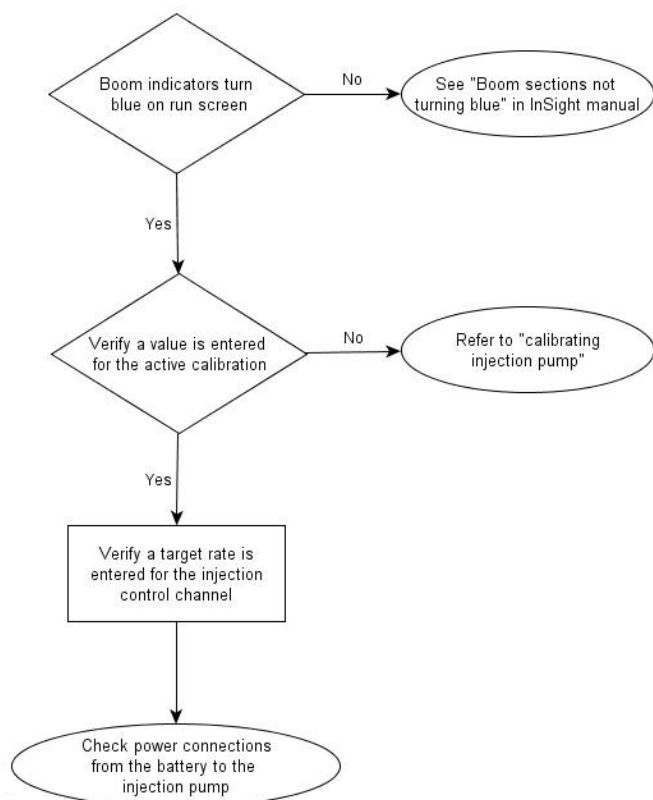 Boom indicators turn
blue on run screen
No
See "Boom sections not
turning blue" in InSight manual
Yes
Verify a value is entered
for the active calibration
No
Refer to "calibrating
injection pump"
Yes
Verify a target rate is
entered for the injection
control channel
Check power connections
from the battery to the
injection pump